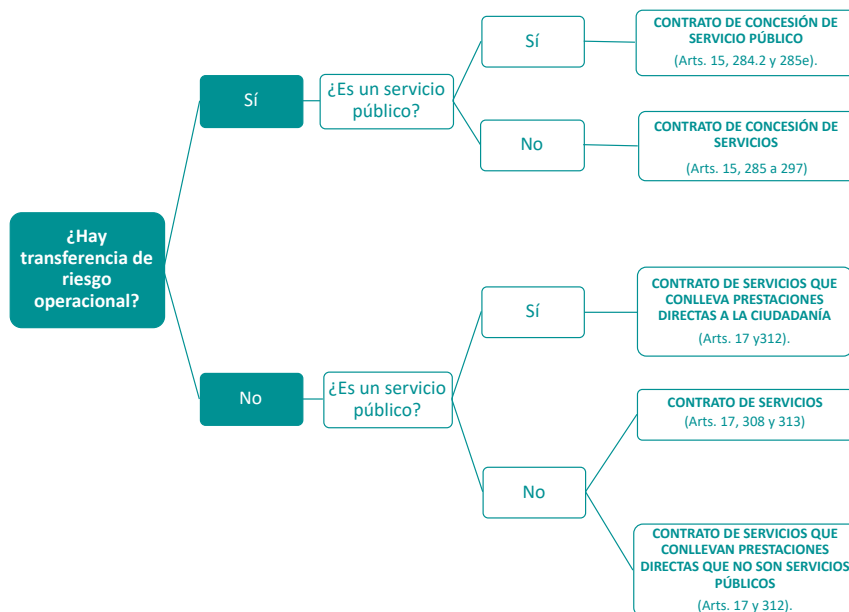 ¿Hay
transferencia de
riesgo
operacional?
Sí
¿Es un servicio
público?
Sí
CONTRATO DE CONCESIÓN DE
SERVICIO PÚBLICO
(Arts. 15, 284.2 y 285e).
No
CONTRATO DE CONCESIÓN DE
SERVICIOS
(Arts. 15, 285 a 297)
No
¿Es un servicio
público?
Sí
CONTRATO DE SERVICIOS QUE
CONLLEVA PRESTACIONES
DIRECTAS A LA CIUDADANÍA
(Arts. 17 y312).
No
CONTRATO DE SERVICIOS
(Arts. 17, 308 y 313)
CONTRATO DE SERVICIOS QUE
CONLLEVAN PRESTACIONES
DIRECTAS QUE NO SON SERVICIOS
PÚBLICOS
(Arts. 17 y 312).